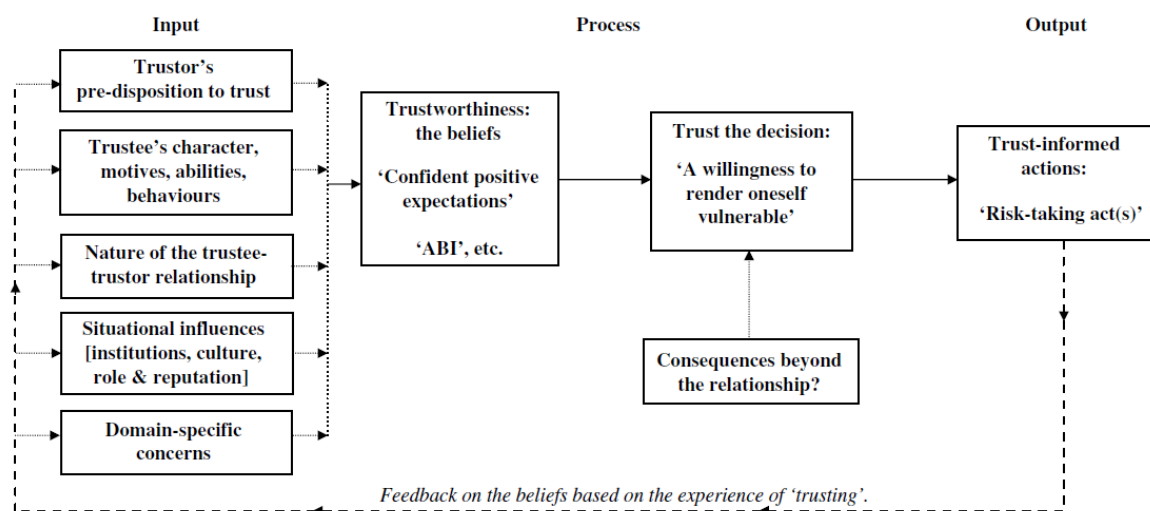 Input
Process
Output
Trustor’s
pre-disposition to trust
Trustee’s character,
motives, abilities,
behaviours
Nature of the trustee-
trustor relationship
Situational influences
[institutions, culture,
role & reputation]
Domain-specific
concerns
Trustworthiness:
the beliefs
‘Confident positive
expectations’
‘ABI’, etc.
Trust the decision:
‘A willingness to
render oneself
vulnerable’
Consequences beyond
the relationship?
Trust-informed
actions:
‘Risk-taking act(s)’
Feedback on the beliefs based on the experience of ‘trusting’.